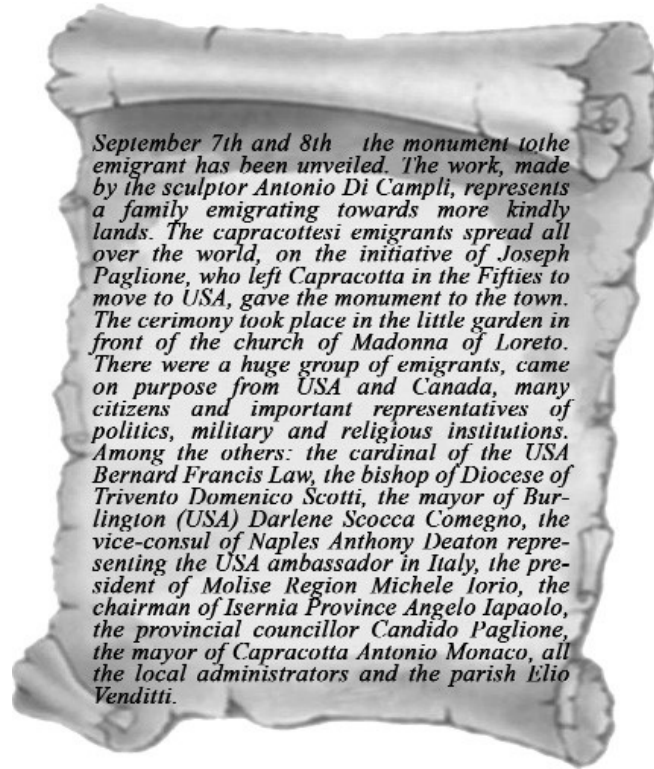 September 7th and 8th the monument tothe
emigrant has been unveiled. The work, made
by the sculptor Antonio Di Campli, represents
a family emigrating towards more kindly
lands. The capracottesi emigrants spread all
over the world, on the initiative of Joseph
Paglione, who left Capracotta in the Fifties to
move to USA, gave the monument to the town.
The cerimony took place in the little garden in
front of the church of Madonna of Loreto.
There were a huge group of emigrants, came
on purpose from USA and Canada, many
citizens and important representatives of
politics, military and religious institutions.
Among the others: the cardinal of the USA
Bernard Francis Law, the bishop of Diocese of
Trivento Domenico Scotti, the mayor of Bur-
lington (USA) Darlene Scocca Comegno, the
vice-consul of Naples Anthony Deaton repre-
senting the USA ambassador in Italy, the pre-
sident of Molise Region Michele Iorio, the
chairman of Isernia Province Angelo Iapaolo,
the provincial councillor Candido Paglione,
the mayor of Capracotta Antonio Monaco, all
the local administrators and the parish Elio
Venditti.